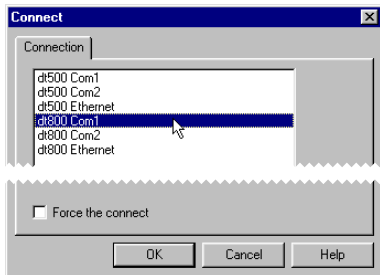 Connect
Connection
dt500 Com1
dt500 Com2
dt500 Ethernet
dt800 Com1
dt800 Com2
dt800 Ethernet
Force the connect
OK Cancel Help